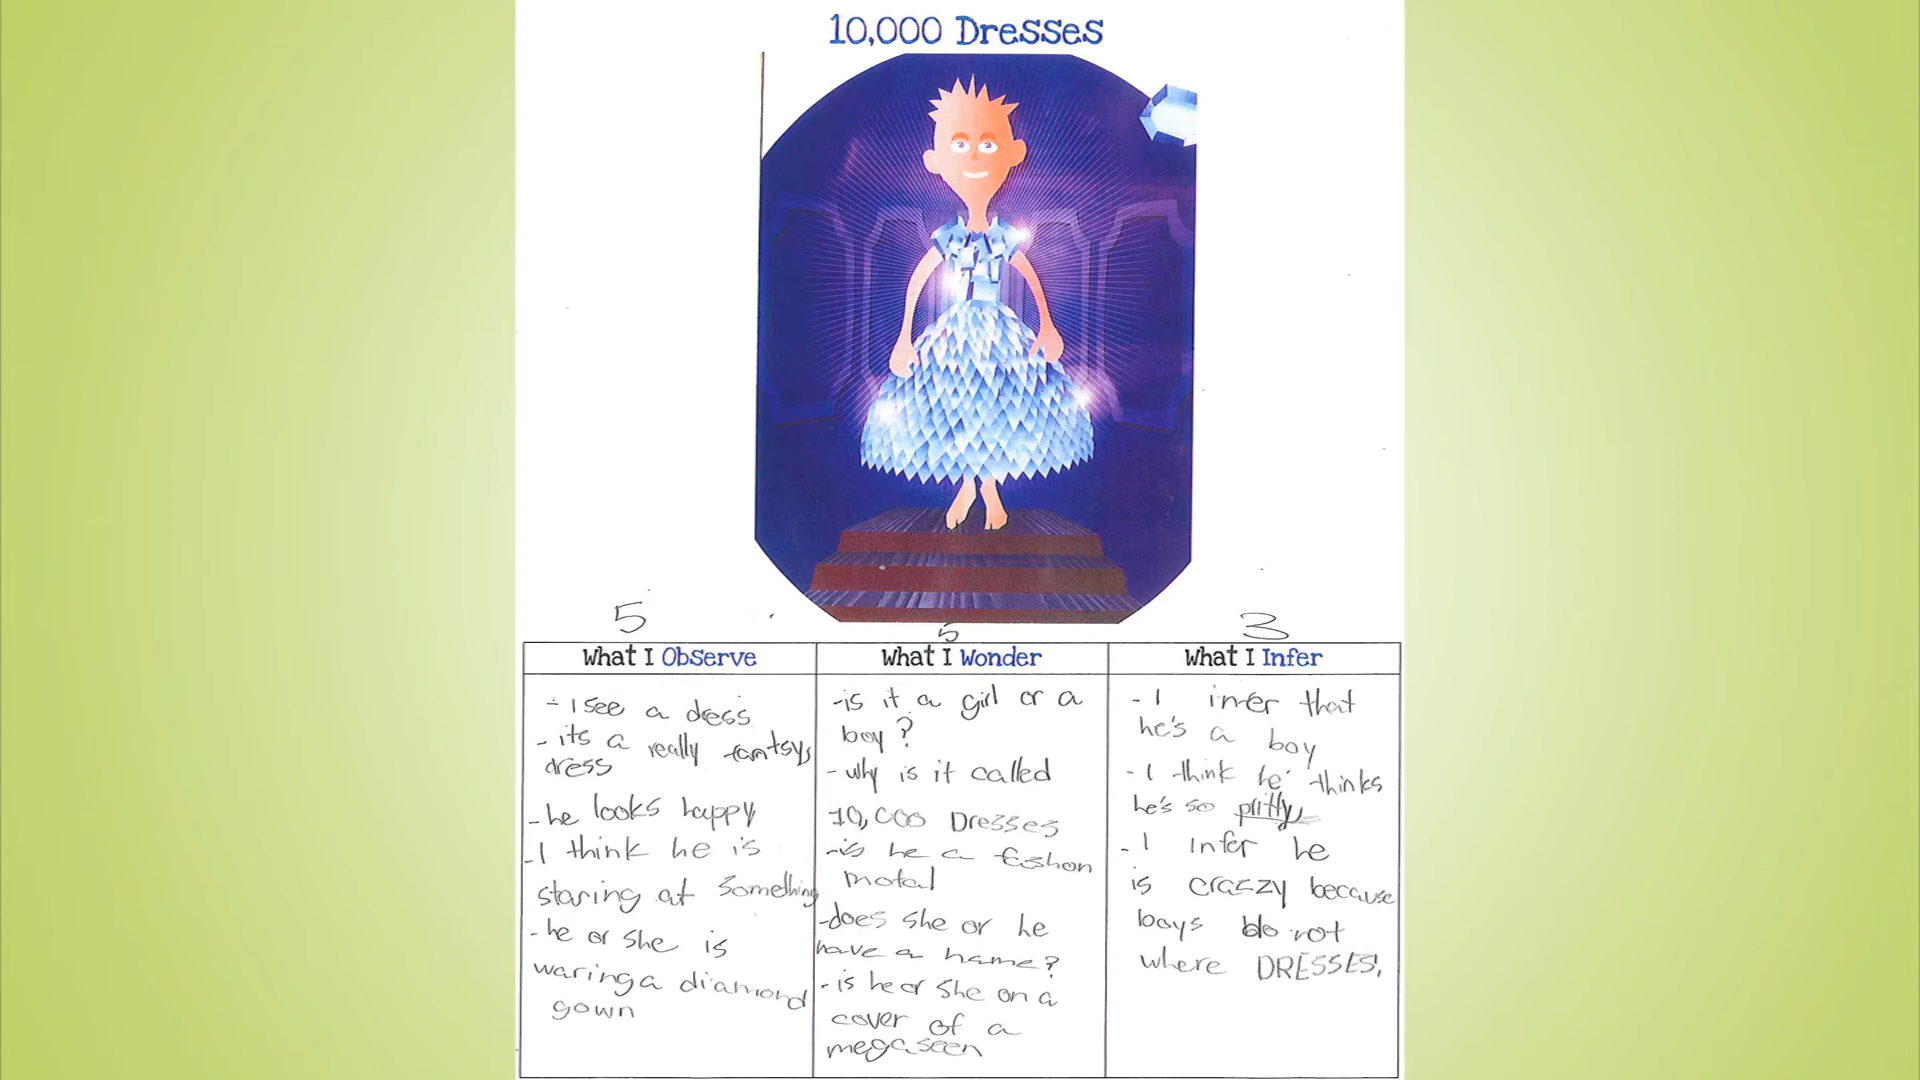 10,000 Dresses
5
5
3
What I Observe
- I see a dress
- its a really fantsy
dress
- he looks happy
- I think he is
staring at something
- he or she is
waring a diamond
gown
What I Wonder
- is it a girl or a
boy?
- why is it called
10,000 Dresses
- is he a fashon
motal
- does she or he
have a name?
- is he or she on a
cover of a
megaseen
What I Infer
- I infer that
he's a boy
- I think he thinks
he's so pritty
- I infer he
is crazzy because
boys do not
where DRESSES.